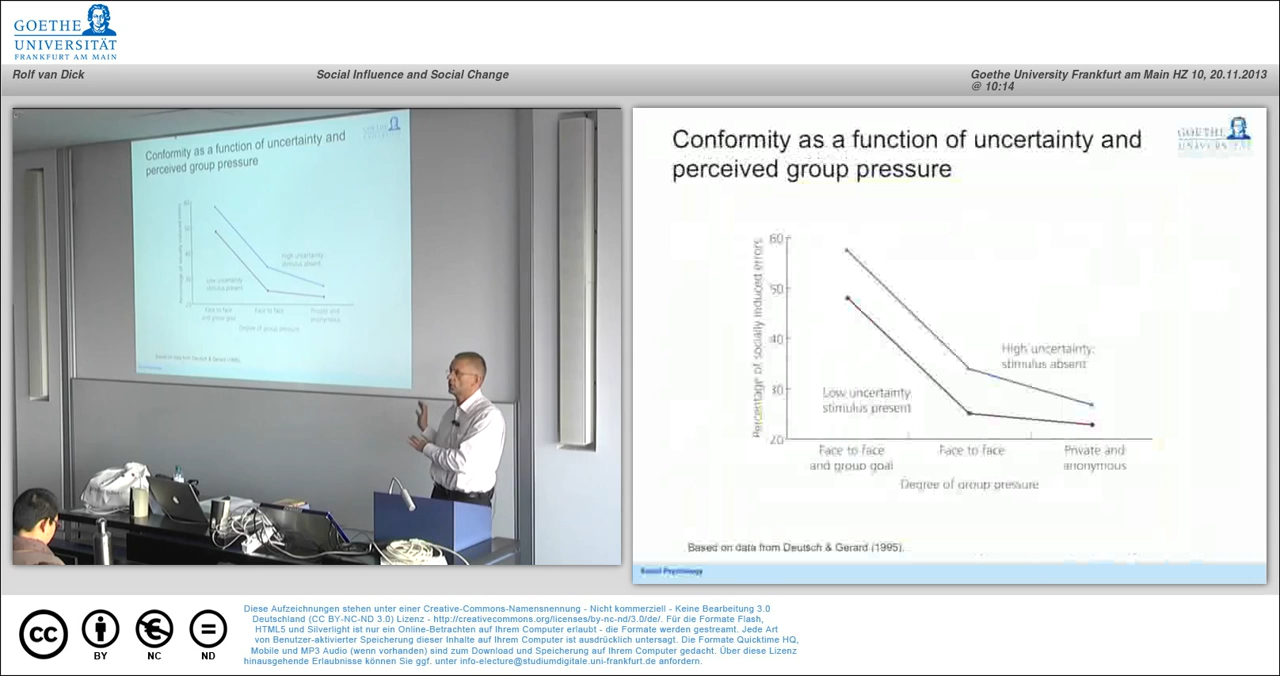 GOETHE
UNIVERSITÄT
FRANKFURT AM MAIN
Rolf van Dick
Social Influence and Social Change
Goethe University Frankfurt am Main HZ 10, 20.11.2013
@ 10:14
Conformity as a function of uncertainty and
perceived group pressure
High uncertainty
stimulus absent
Low uncertainty
stimulus present
Face to face
and group goal
Face to face
Private and
anonymous
Degree of group pressure
Based on data from Deutsch & Gerard (1995).
Conformity as a function of uncertainty and
perceived group pressure
GOETHE
UNIVERSITÄT
Percentage of socially induced errors
60
50
40
30
20
High uncertainty:
stimulus absent
Low uncertainty
stimulus present
Face to face
and group goal
Face to face
Private and
anonymous
Degree of group pressure
Based on data from Deutsch & Gerard (1995).
Social Psychology
cc
BY
NC
ND
Diese Aufzeichnungen stehen unter einer Creative-Commons-Namensnennung - Nicht kommerziell - Keine Bearbeitung 3.0
Deutschland (CC BY-NC-ND 3.0) Lizenz - http://creativecommons.org/licenses/by-nc-nd/3.0/de/. Für die Formate Flash,
HTML5 und Silverlight ist nur ein Online-Betrachten auf Ihrem Computer erlaubt - die Formate werden gestreamt. Jede Art
von Benutzer-aktivierter Speicherung dieser Inhalte auf Ihrem Computer ist ausdrücklich untersagt. Die Formate Quicktime HQ,
Mobile und MP3 Audio (wenn vorhanden) sind zum Download und Speicherung auf Ihrem Computer gedacht. Über diese Lizenz
hinausgehende Erlaubnisse können Sie ggf. unter info-electure@studiumdigitale.uni-frankfurt.de anfordern.